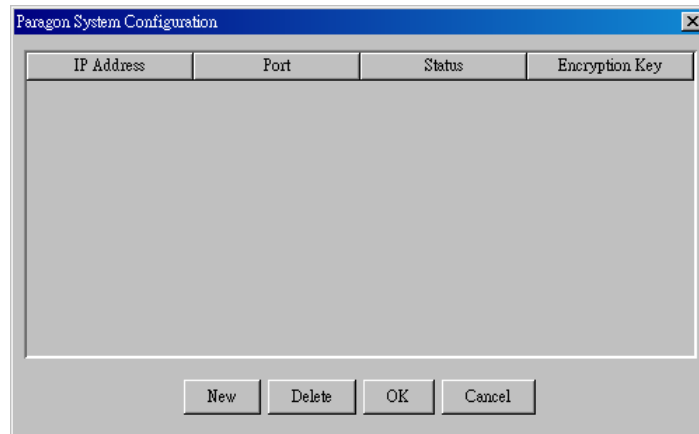 Paragon System Configuration
IP Address Port Status Encryption Key
New Delete OK Cancel